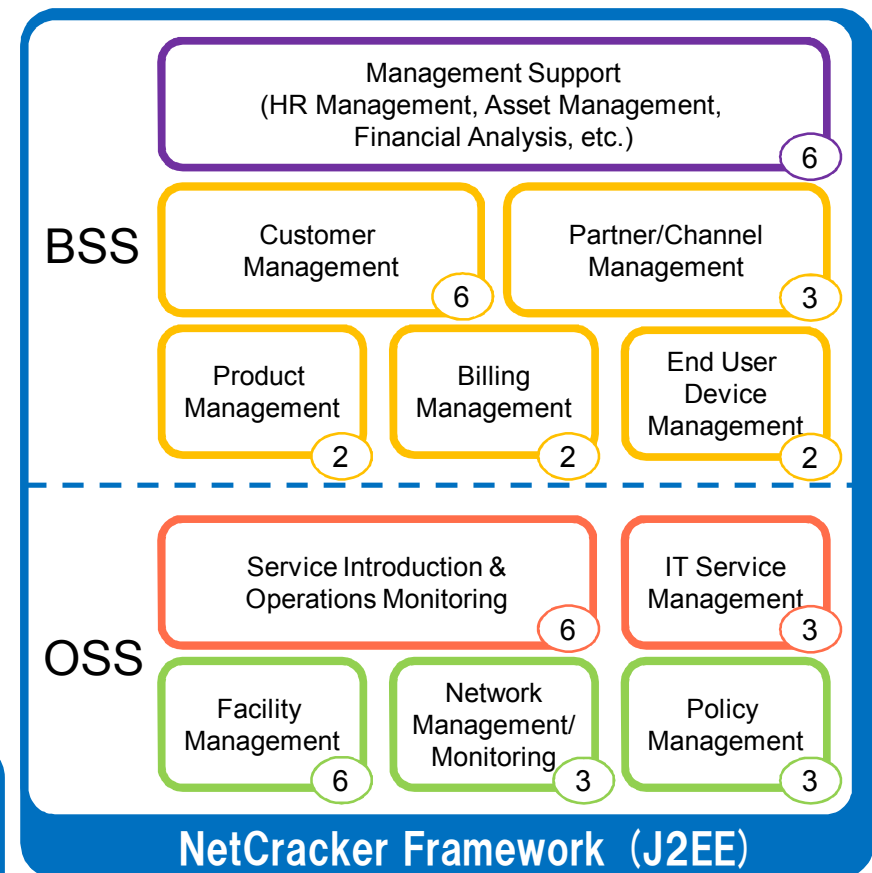 Management Support
(HR Management, Asset Management,
Financial Analysis, etc.)
6
BSS
Customer
Management
6
Partner/Channel
Management
3
Product
Management
2
Billing
Management
2
End User
Device
Management
2
Service Introduction &
Operations Monitoring
6
IT Service
Management
3
OSS
Facility
Management
6
Network
Management/
Monitoring
3
Policy
Management
3
NetCracker Framework (J2EE)